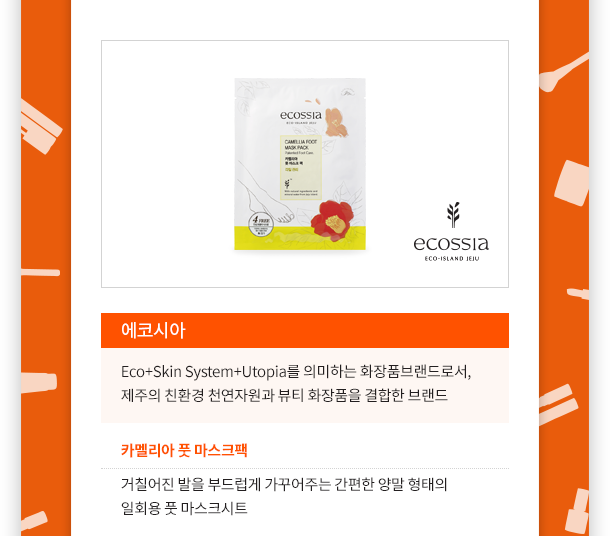 ecossia
ECO-ISLAND JEJU
CAMELLIA FOOT
MASK PACK
카멜리아
풋 마스크 팩
4
ecossia
ECO-ISLAND JEJU
에코시아
Eco+Skin System+Utopia를 의미하는 화장품브랜드로서,
제주의 친환경 천연자원과 뷰티 화장품을 결합한 브랜드
카멜리아 풋 마스크팩
거칠어진 발을 부드럽게 가꾸어주는 간편한 양말 형태의
일회용 풋 마스크시트